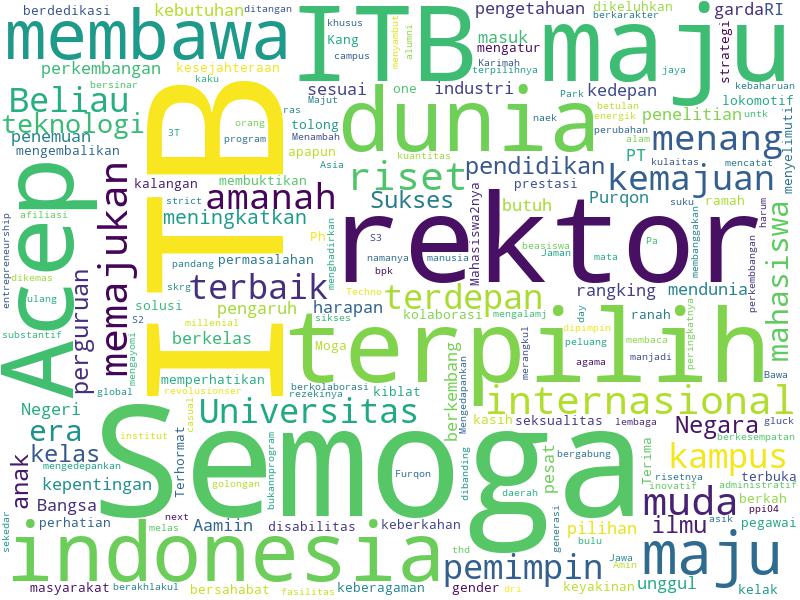 berdedikasi
kebutuhan
ditangan
ITB
khusus
Kang
campus
menyambut
alumni
pengetahuan
dikeluhkan
berkarakter
gardaRI
membawa
masuk
mengatur
Karimah
terpilihnya
maju
strategi
perkembangan
kesejahteraan
jaya
bersinar
kaku
Beliau
teknologi
penemuan
mengembalikan
3T
ras
Majut
orang
program
Menambah
sesuai
one
industri
tolong
apapun
Asia
dunia
kuantitas
Park
kedepan
betulan
energik
perubahan
naek
alam
penelitian
kebaharuan
lokomotif
untk
menyelimuti
menang
PT
kulaitas
mencatat
Acep
ITB
memajukan
kalangan
membuktikan
strict
amanah
meningkatkan
riset
pendidikan
prestasi
kemajuan
Sukses
butuh
Purqon
suku
ramah
harum
mahasiswa
afiliasi
entrepreneurship
dikemas
ulang
substantif
perguruan
pandang
permasalahan
skrg
terbaik
menghadirkan
Ph
S3
namanya
manusia
bpk
rektor
Mahasiswa2nya
beasiswa
Jaman
mata
Pa
membanggakan
perkembbangan
solusi
S2
mengayomi
millenial
pengaruh
Techno
harapan
terdepan
kolaborasi
mengalamj
rangking
mendunia
sikses
day
dipimpin
ranah
peluang
membaca
manjadi
agama
peringkatnya
berkelas
Moga
merangkul
terpilih
memperhatikan
revolusionser
global
berkolaborasi
rezekinya
kiblat
Bawa
Negeri
era
kelas
institut
casual
Universitas
berkembang
Mengedapankan
internasional
kasih
seksualitas
lembaga
Negara
gluck
berkesempatan
Semoga
Terhormat
golongan
bukannprogram
Furqon
dibanding
bergabung
pesat
daerah
generasi
Terima
kampus
anak
mengedepankan
kepentingan
risetnya
inovatif
terbuka
administratif
muda
berkah
ppi04
Bangsa
next
perhatian
melas
Aamiin
disabilitas
keberkahan
pilihan
bulu
ilmu
asik
pegawai
sekedar
indonesia
thd
pemimpin
Jawa
Amin
maju
masyarakat
berakhlakul
bersahabat
fasilitas
keberagaman
gender
dri
keyakinan
unggul
kelak